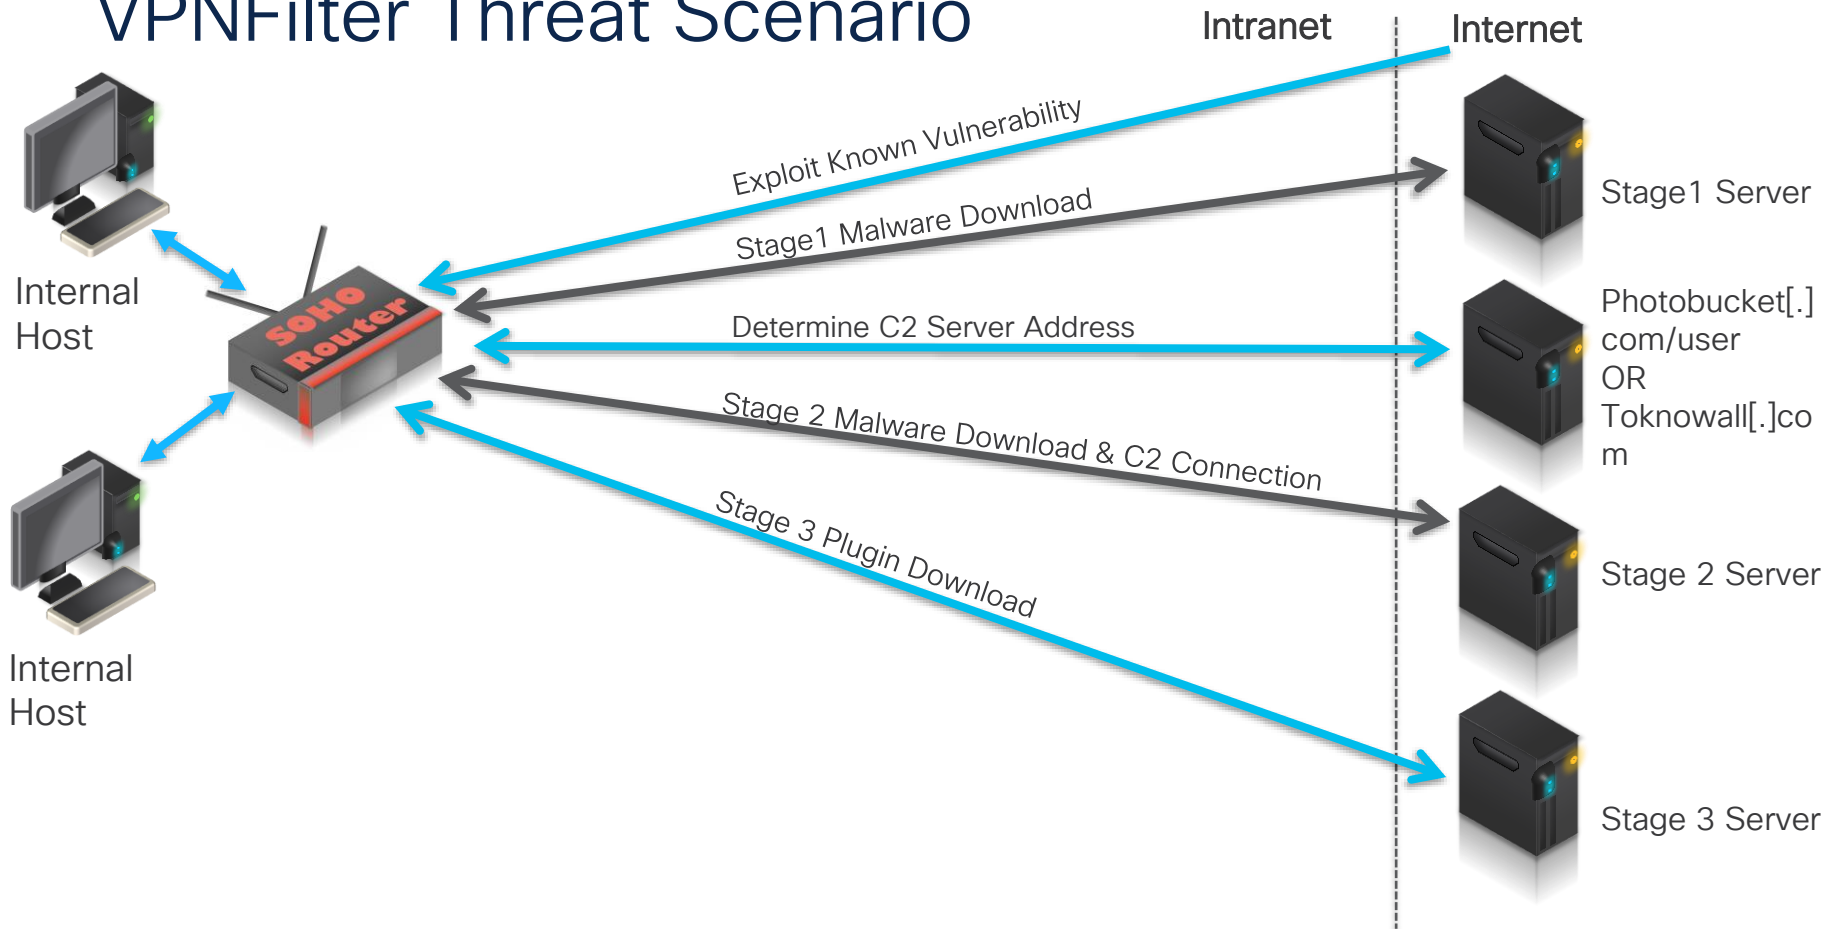 VPNFilter Threat Scenario
Intranet
Internet
Exploit Known Vulnerability
Stage1 Malware Download
Stage1 Server
Internal
Host
SOHO
Router
Determine C2 Server Address
Photobucket[.]
com/user
OR
Toknowall[.]co
m
Stage 2 Malware Download & C2 Connection
Stage 2 Server
Stage 3 Plugin Download
Internal
Host
Stage 3 Server